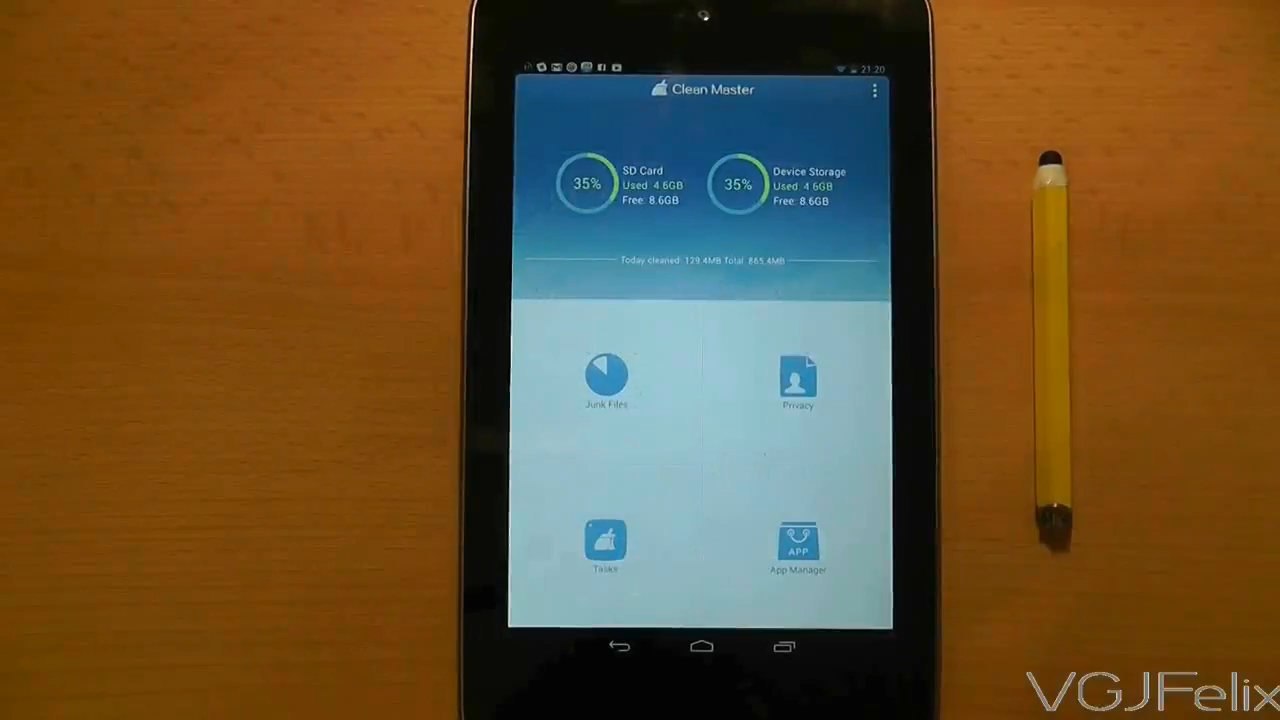 21:20
Clean Master
35%
SD Card
Used: 4.6GB
Free: 8.6GB
35%
Device Storage
Used: 4.6GB
Free: 8.6GB
Today cleaned: 129.4MB Total: 865.4MB
Junk Files
Privacy
Tasks
APP
App Manager
VGJFelix